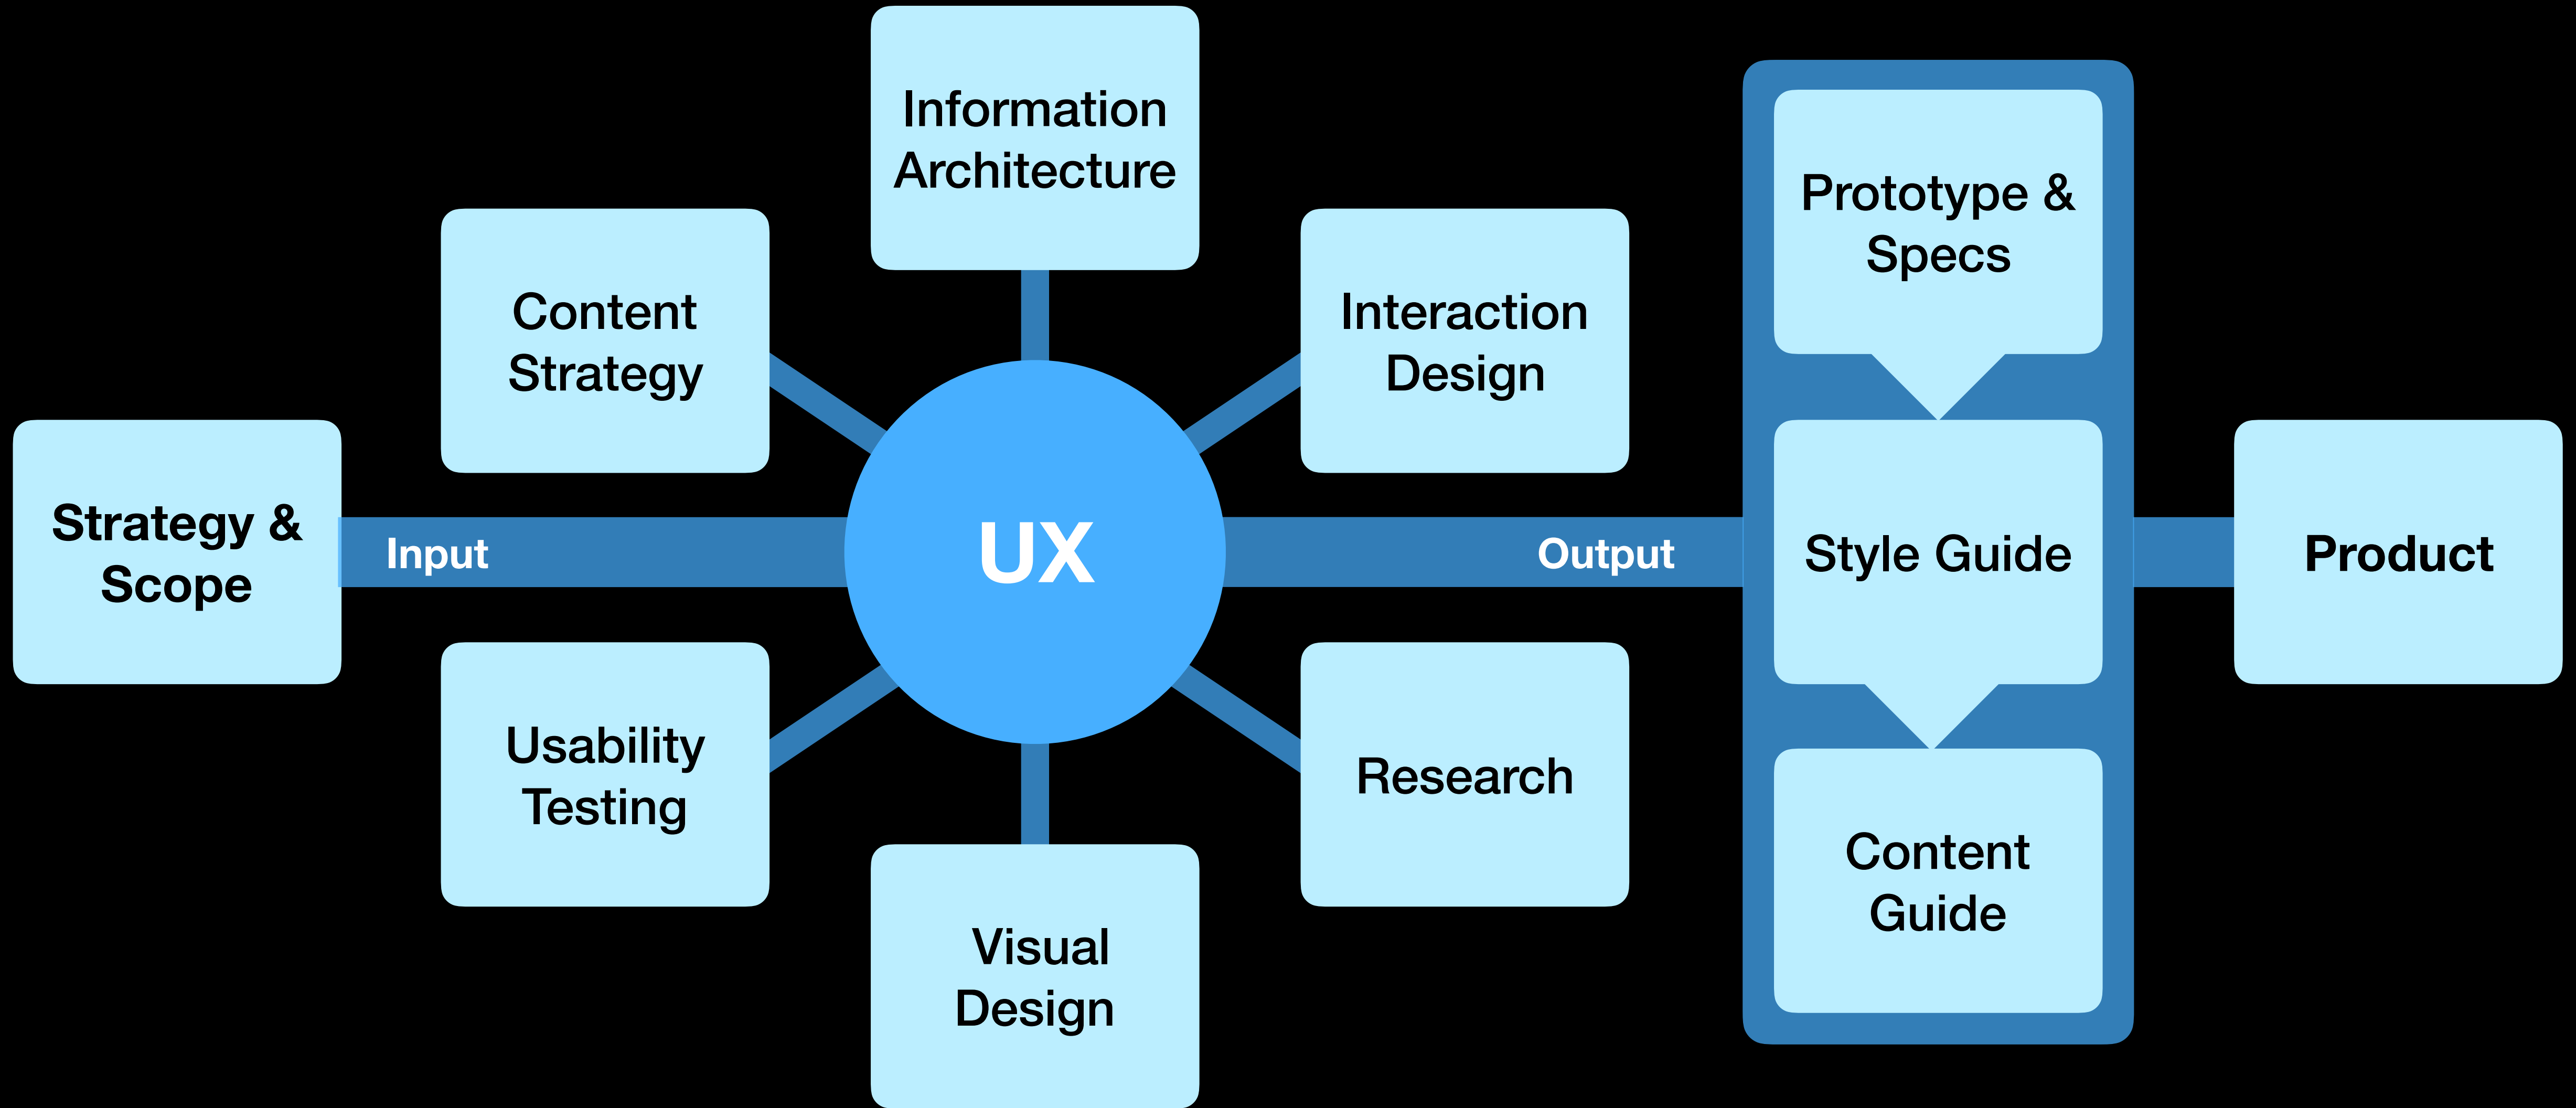 Information
Architecture
Content
Strategy
Interaction
Design
Strategy &
Scope
Input
UX
Output
Usability
Testing
Research
Visual
Design
Prototype &
Specs
Style Guide
Content
Guide
Product